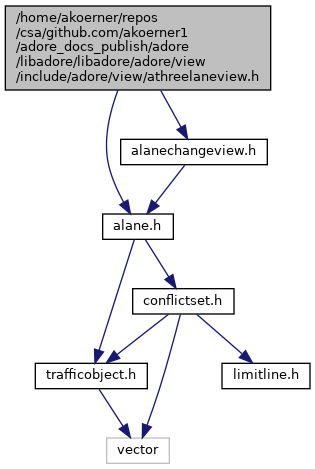 /home/akoerner/repos
/csa/github.com/akoerner1
/adore_docs_publish/adore
/libadore/libadore/adore/view
/include/adore/view/athreelaneview.h
alanechangeview.h
alane.h
conflictset.h
trafficobject.h
limitline.h
vector